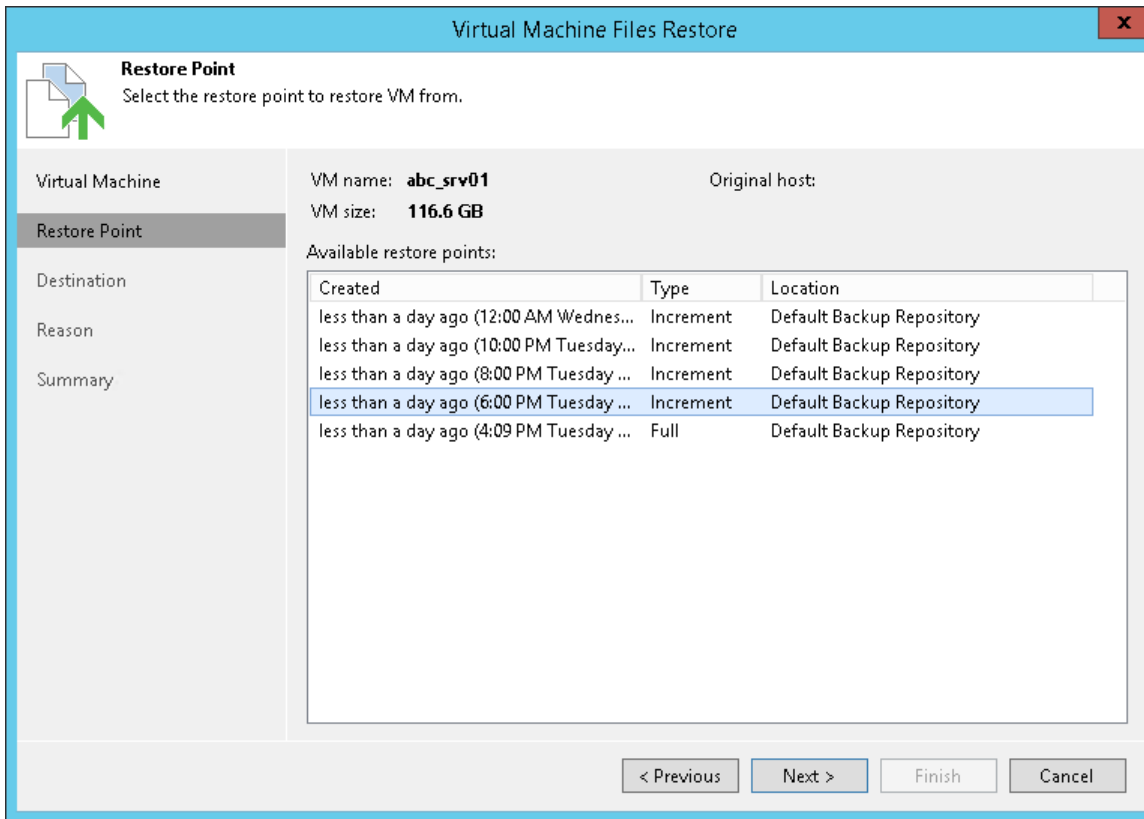 Virtual Machine Files Restore
x
Restore Point
Select the restore point to restore VM from.
Virtual Machine
Restore Point
Destination
Reason
Summary
VM name: abc_srv01 Original host:
VM size: 116.6 GB
Available restore points:
Created Type Location
less than a day ago (12:00 AM Wednes... Increment Default Backup Repository
less than a day ago (10:00 PM Tuesday... Increment Default Backup Repository
less than a day ago (8:00 PM Tuesday ... Increment Default Backup Repository
less than a day ago (6:00 PM Tuesday ... Increment Default Backup Repository
less than a day ago (4:09 PM Tuesday ... Full Default Backup Repository
< Previous Next > Finish Cancel